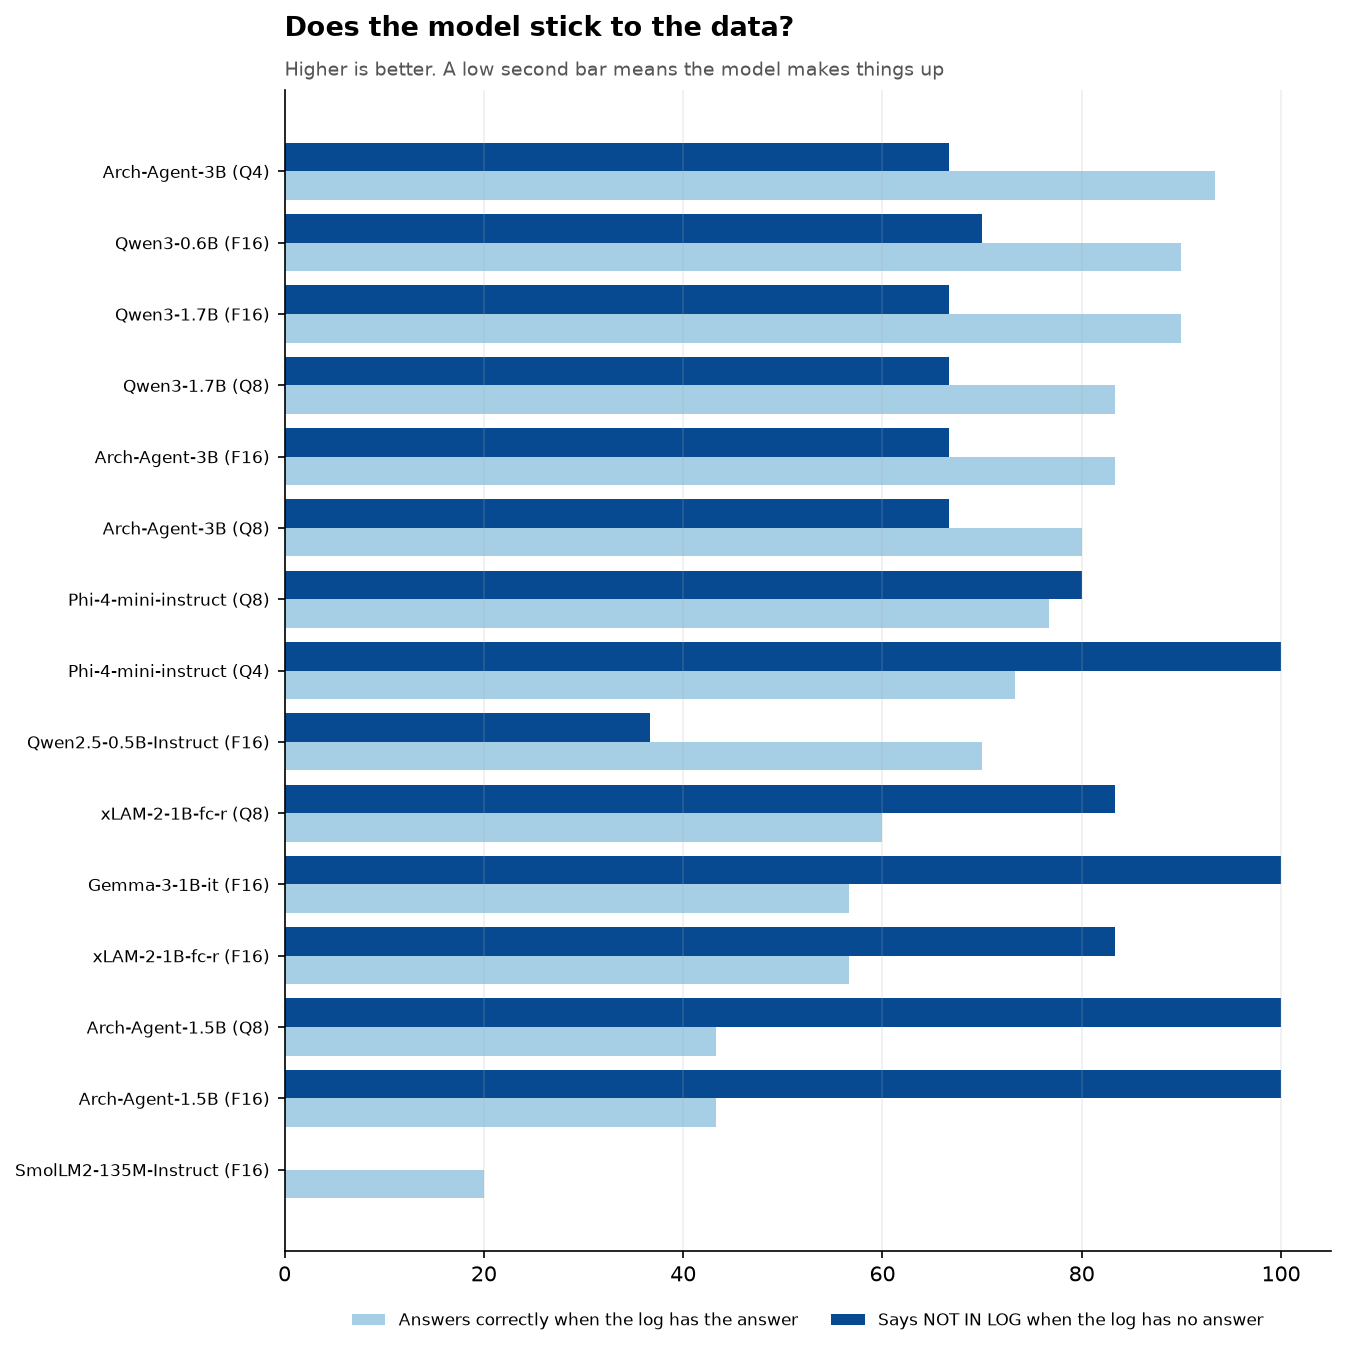 Does the model stick to the data?
Higher is better. A low second bar means the model makes things up
Arch-Agent-3B (Q4)
Qwen3-0.6B (F16)
Qwen3-1.7B (F16)
Qwen3-1.7B (Q8)
Arch-Agent-3B (F16)
Arch-Agent-3B (Q8)
Phi-4-mini-instruct (Q8)
Phi-4-mini-instruct (Q4)
Qwen2.5-0.5B-Instruct (F16)
xLAM-2-1B-fc-r (Q8)
Gemma-3-1B-it (F16)
xLAM-2-1B-fc-r (F16)
Arch-Agent-1.5B (Q8)
Arch-Agent-1.5B (F16)
SmolLM2-135M-Instruct (F16)
0 20 40 60 80 100
Answers correctly when the log has the answer Says NOT IN LOG when the log has no answer